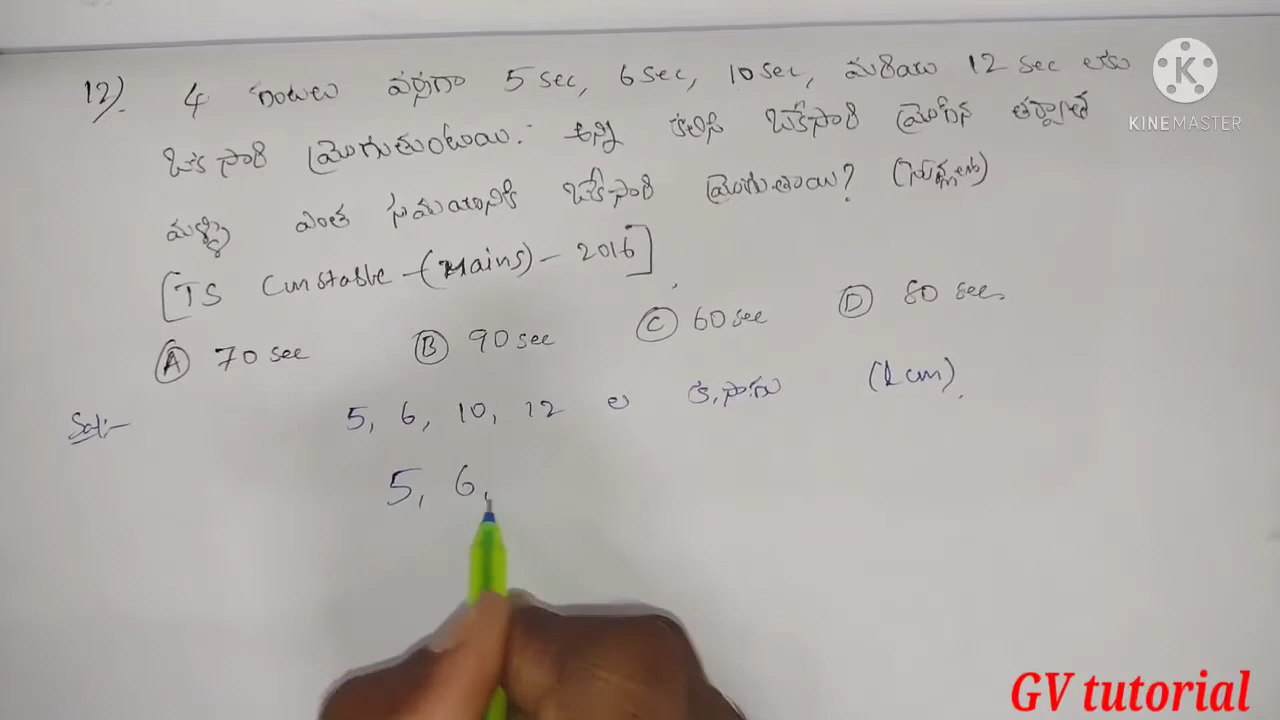 12). 4 గంటలు వరుసగా 5 sec, 6 sec, 10 sec, మరియు 12 sec లకు
ఒకసారి మ్రోగుతుంటాయి. అన్ని కలిసి ఒకేసారి మ్రోగిన తర్వాత
మళ్ళీ ఎంత సమయానికి ఒకేసారి మ్రోగుతాయి?
[TS Constable - (Mains) - 2016]
Ⓐ 70 sec Ⓑ 90 sec Ⓒ 60 sec Ⓓ 80 sec
Sol:- 5, 6, 10, 12 ల క.సా.గు (Lcm).
5, 6,
KINEMASTER
GV tutorial